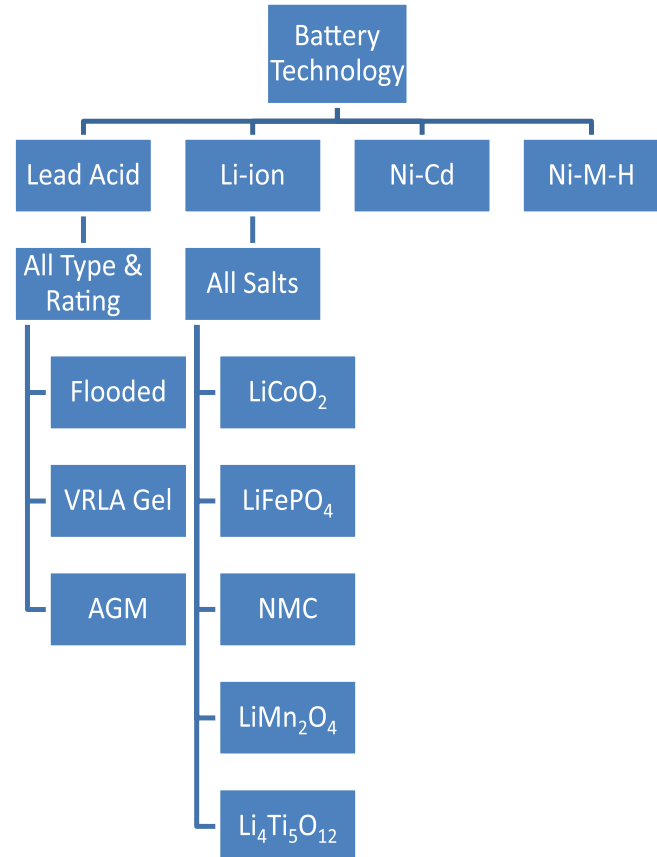 Battery
Technology
Lead Acid
Li-ion
Ni-Cd
Ni-M-H
All Type &
Rating
All Salts
Flooded
LiCoO₂
VRLA Gel
LiFePO₄
AGM
NMC
LiMn₂O₄
Li₄Ti₅O₁₂